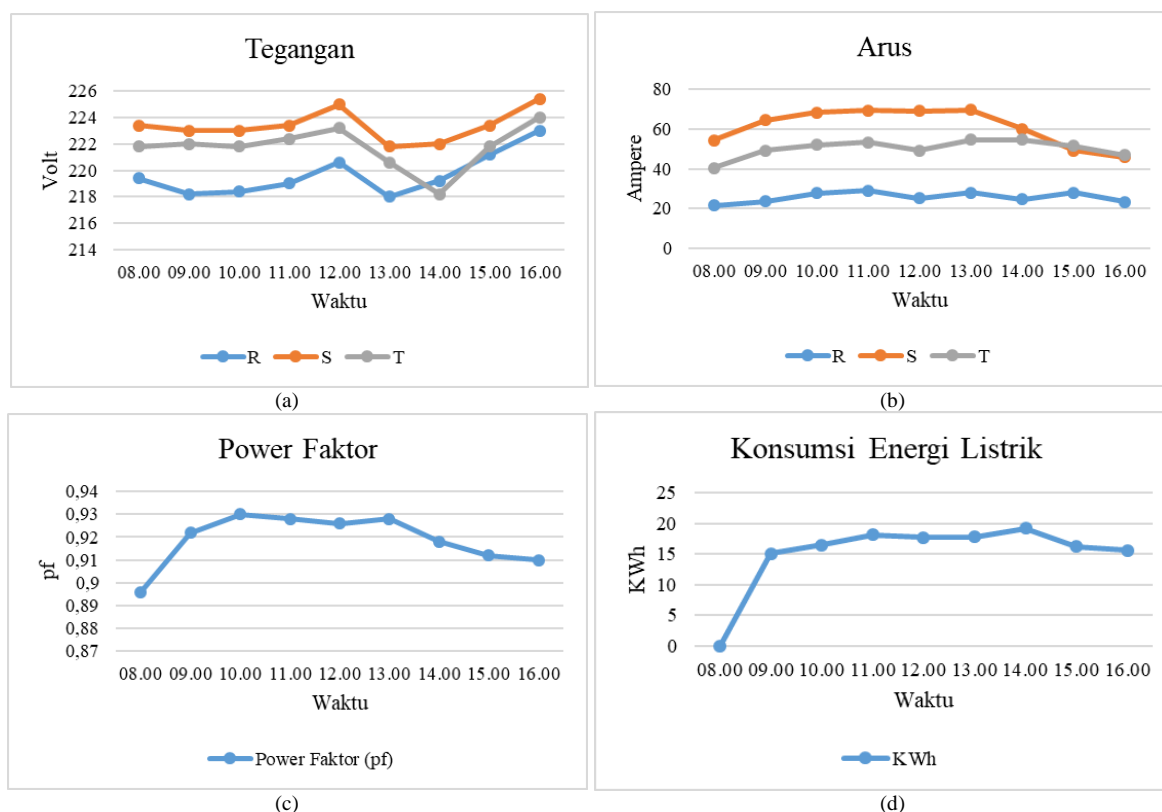 Tegangan
226
224
222
220
218
216
214
Volt
08.00 09.00 10.00 11.00 12.00 13.00 14.00 15.00 16.00
Waktu
R S T
(a)
Arus
80
60
40
20
0
Ampere
08.00 09.00 10.00 11.00 12.00 13.00 14.00 15.00 16.00
Waktu
R S T
(b)
Power Faktor
0,94
0,93
0,92
0,91
0,9
0,89
0,88
0,87
pf
08.00 09.00 10.00 11.00 12.00 13.00 14.00 15.00 16.00
Waktu
Power Faktor (pf)
(c)
Konsumsi Energi Listrik
25
20
15
10
5
0
KWh
08.00 09.00 10.00 11.00 12.00 13.00 14.00 15.00 16.00
Waktu
KWh
(d)